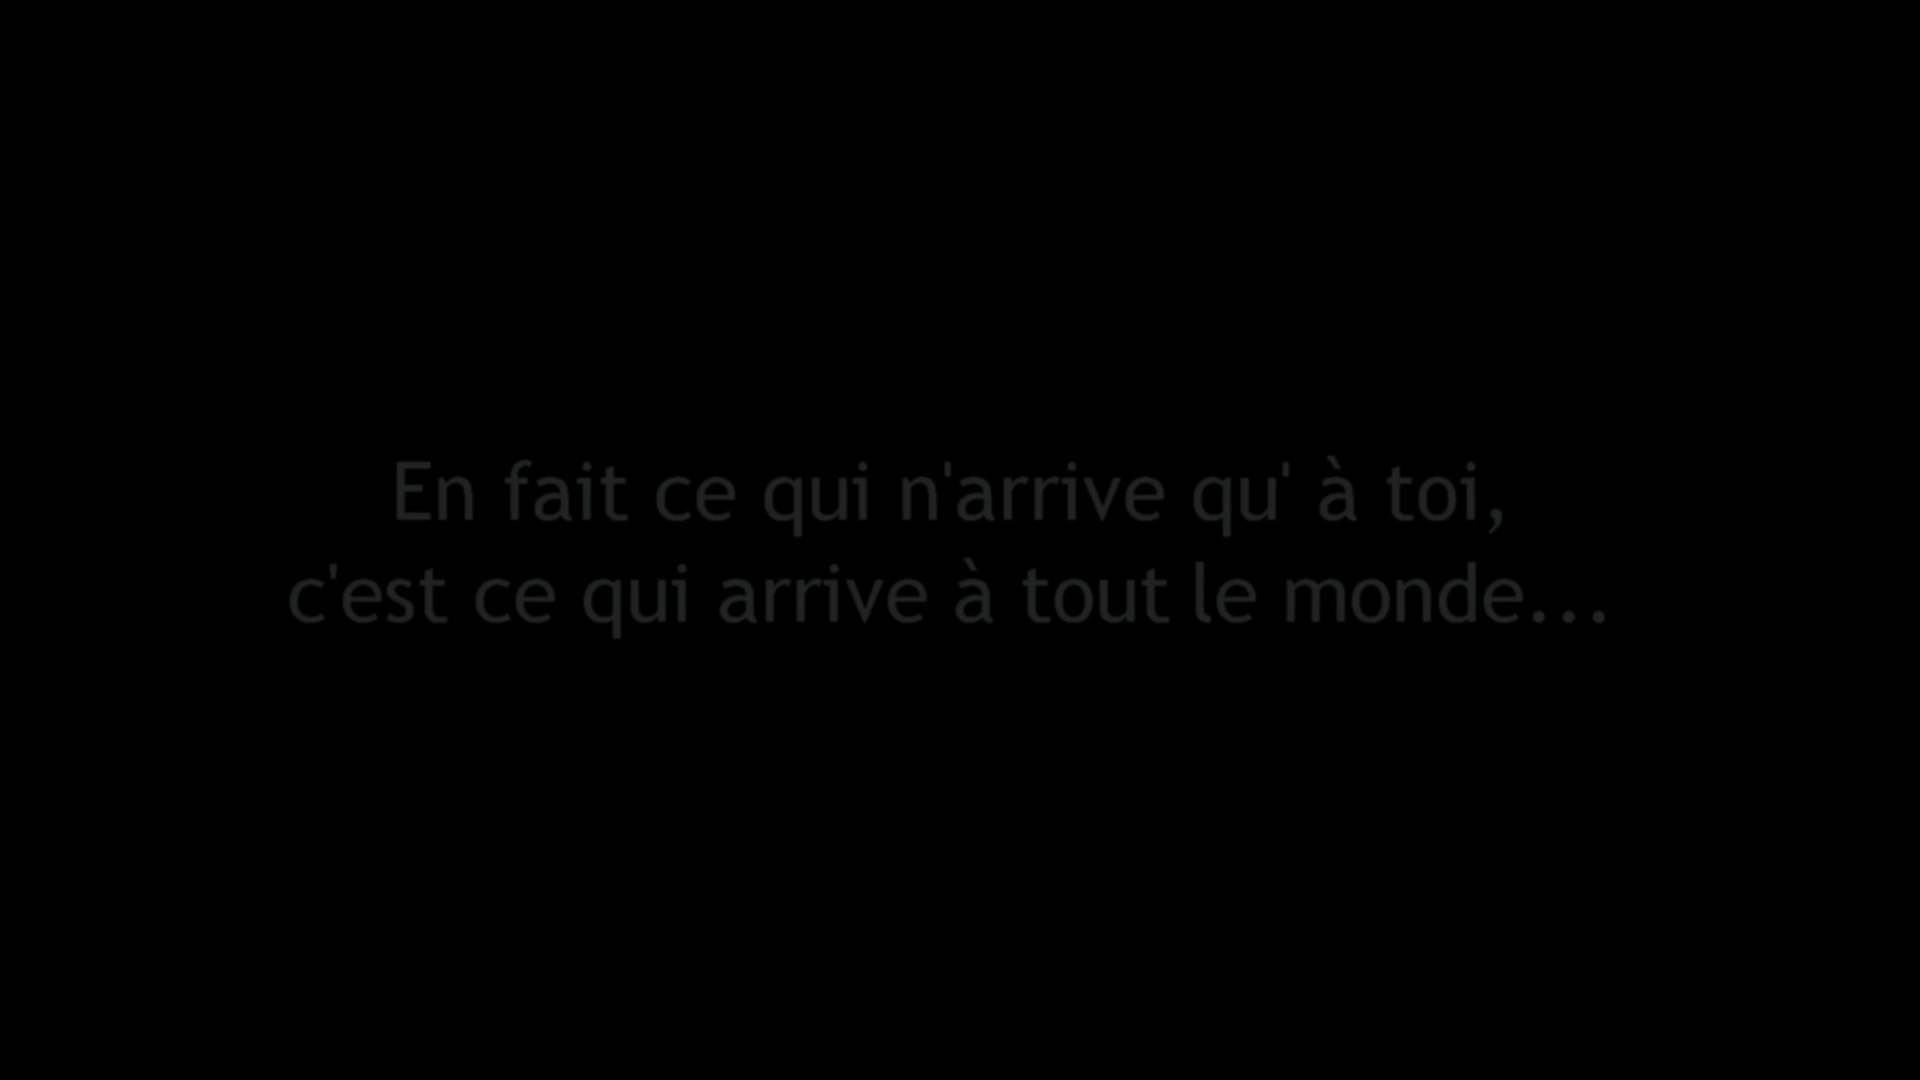 En fait ce qui n'arrive qu' à toi,
c'est ce qui arrive à tout le monde...